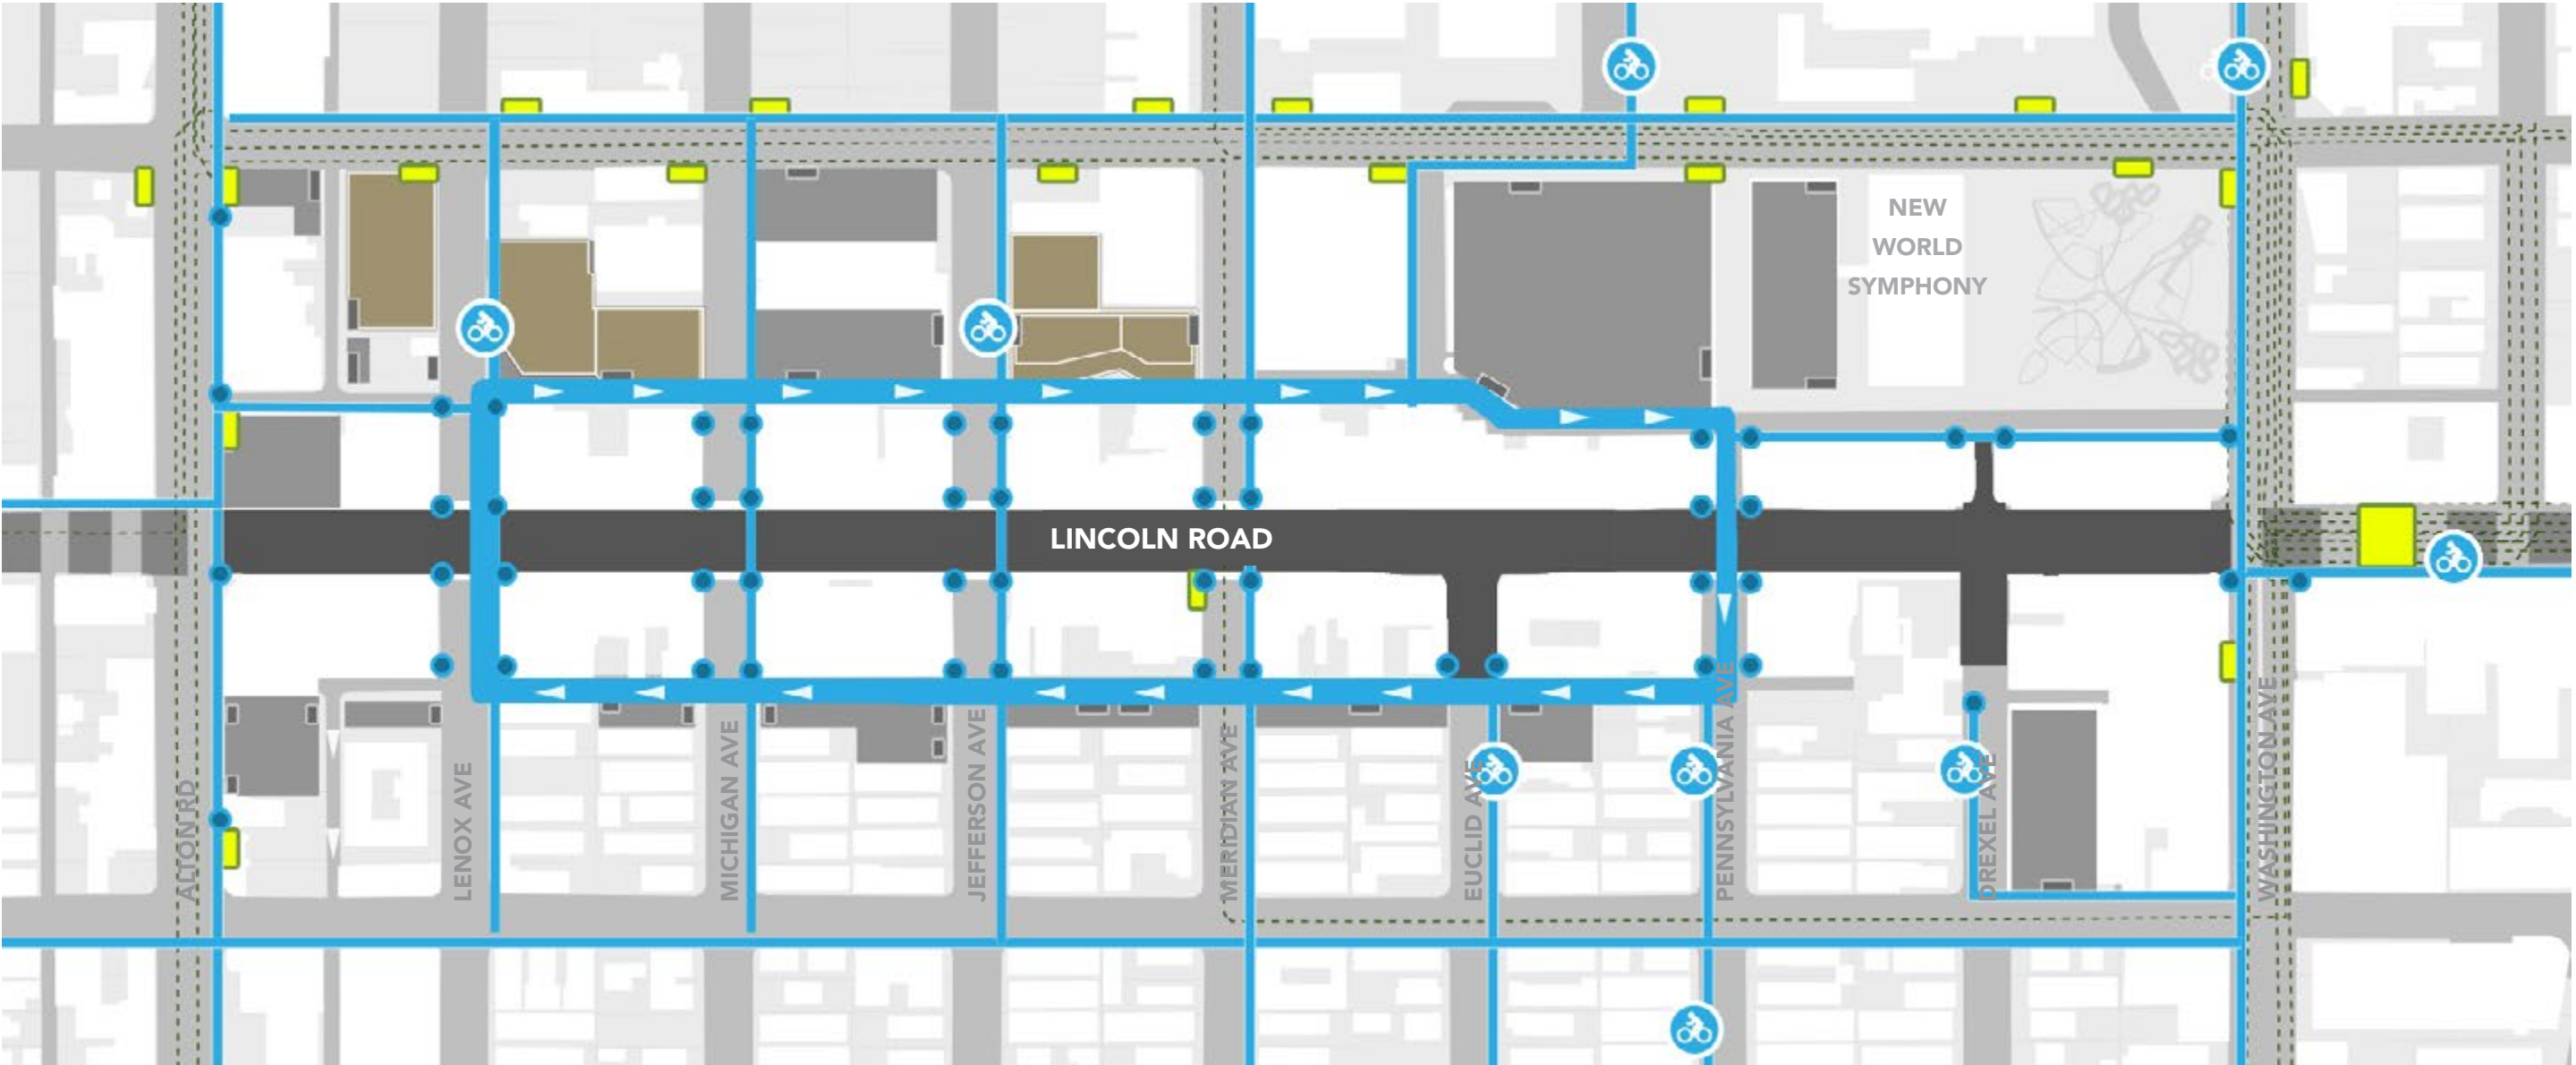 NEW
WORLD
SYMPHONY
LINCOLN ROAD
ALTON RD
LENOX AVE
MICHIGAN AVE
JEFFERSON AVE
MERIDIAN AVE
EUCLID AVE
PENNSYLVANIA AVE
DREXEL AVE
WASHINGTON AVE